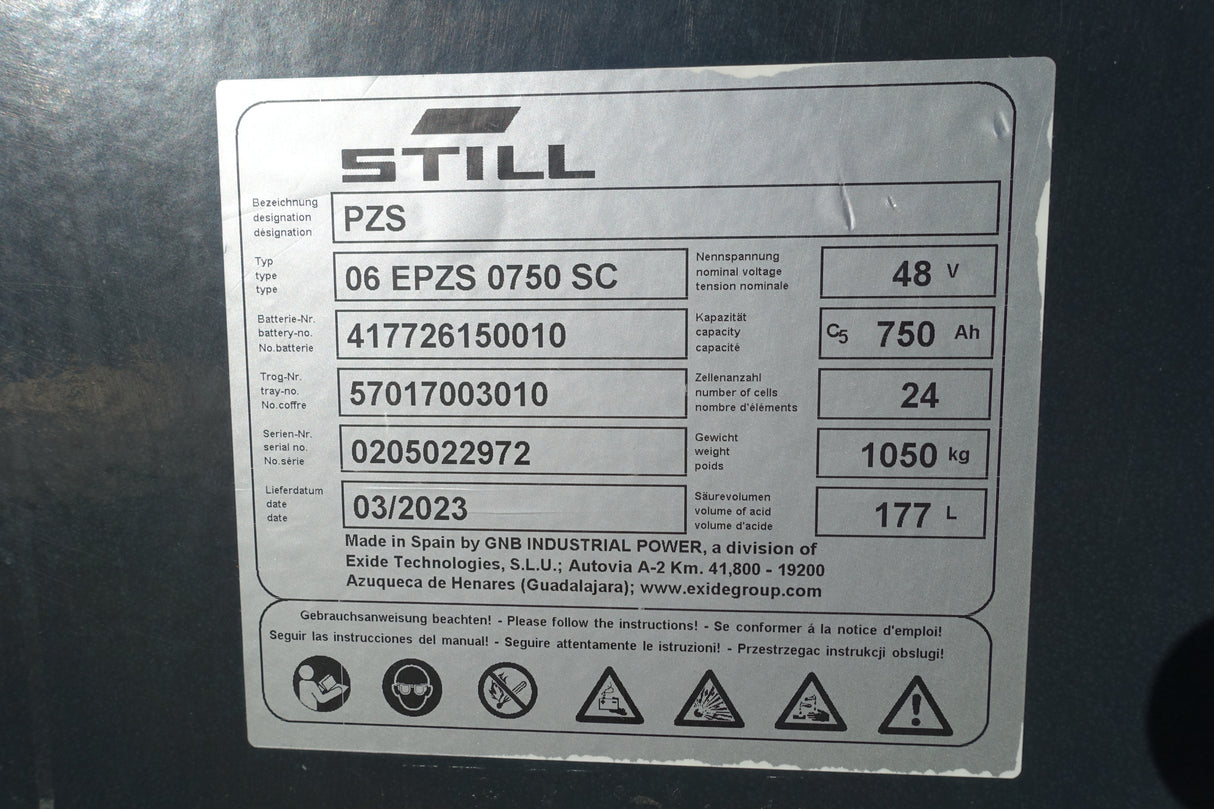 STILL
Bezeichnung
designation
désignation
PZS
Typ
type
type
06 EPZS 0750 SC
Nennspannung
nominal voltage
tension nominale
48 V
Batterie-Nr.
battery-no.
No.batterie
417726150010
Kapazität
capacity
capacité
C5 750 Ah
Trog-Nr.
tray-no.
No.coffre
57017003010
Zellenanzahl
number of cells
nombre d'éléments
24
Serien-Nr.
serial no.
No.série
0205022972
Gewicht
weight
poids
1050 kg
Lieferdatum
date
date
03/2023
Säurevolumen
volume of acid
volume d'acide
177 L
Made in Spain by GNB INDUSTRIAL POWER, a division of
Exide Technologies, S.L.U.; Autovia A-2 Km. 41,800 - 19200
Azuqueca de Henares (Guadalajara); www.exidegroup.com
Gebrauchsanweisung beachten! - Please follow the instructions! - Se conformer á la notice d'emploi!
Seguir las instrucciones del manual! - Seguire attentamente le istruzioni! - Przestrzegac instrukcji obslugi!